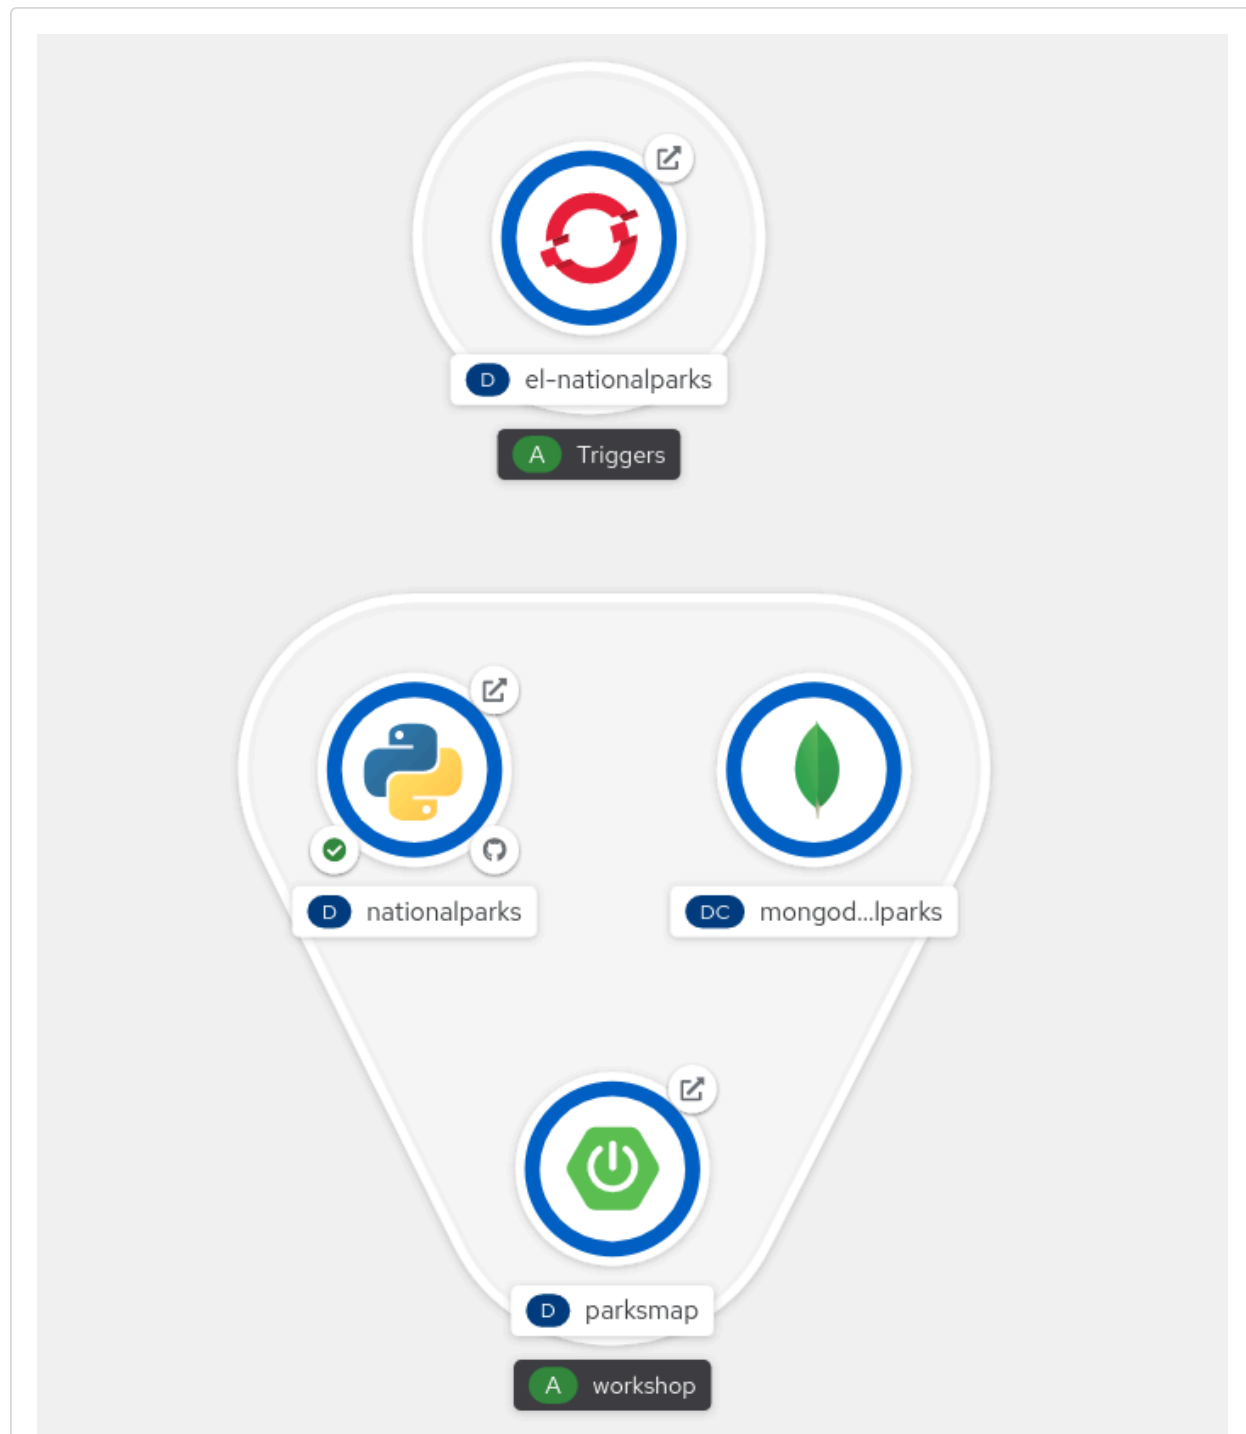 D el-nationalparks
A Triggers
D nationalparks
DC mongod...lparks
D parksmap
A workshop